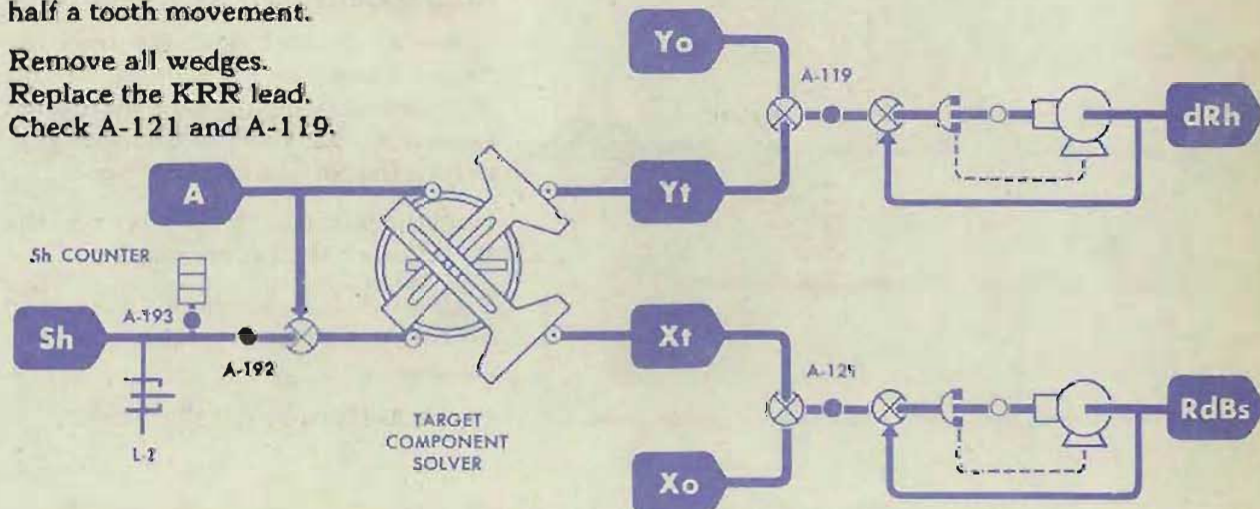 half a tooth movement.
Remove all wedges.
Replace the KRR lead.
Check A-121 and A-119.
Yo
A-119
dRh
A
Yt
Sh COUNTER
A-193
Sh
A-192
L-2
TARGET
COMPONENT
SOLVER
Xt
A-121
RdBs
Xo